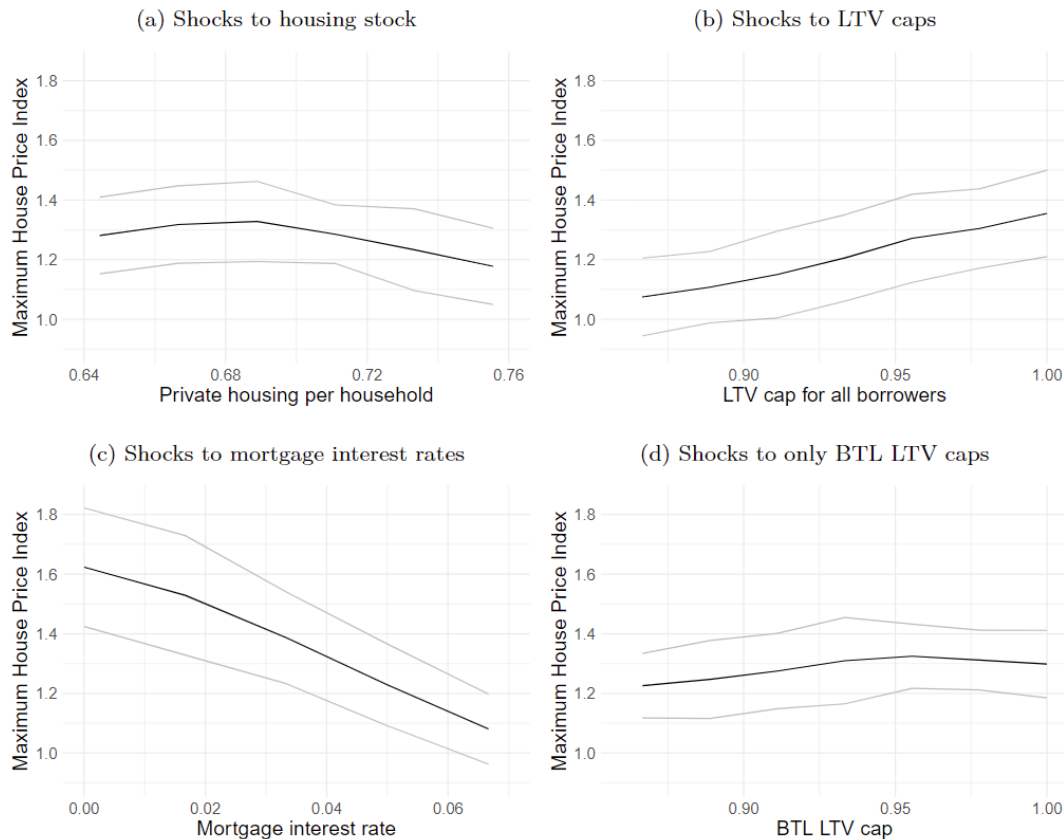 (a) Shocks to housing stock
Maximum House Price Index
1.8
1.6
1.4
1.2
1.0
0.64
0.68
0.72
0.76
Private housing per household
(b) Shocks to LTV caps
Maximum House Price Index
1.8
1.6
1.4
1.2
1.0
0.90
0.95
1.00
LTV cap for all borrowers
(c) Shocks to mortgage interest rates
Maximum House Price Index
1.8
1.6
1.4
1.2
1.0
0.00
0.02
0.04
0.06
Mortgage interest rate
(d) Shocks to only BTL LTV caps
Maximum House Price Index
1.8
1.6
1.4
1.2
1.0
0.90
0.95
1.00
BTL LTV cap